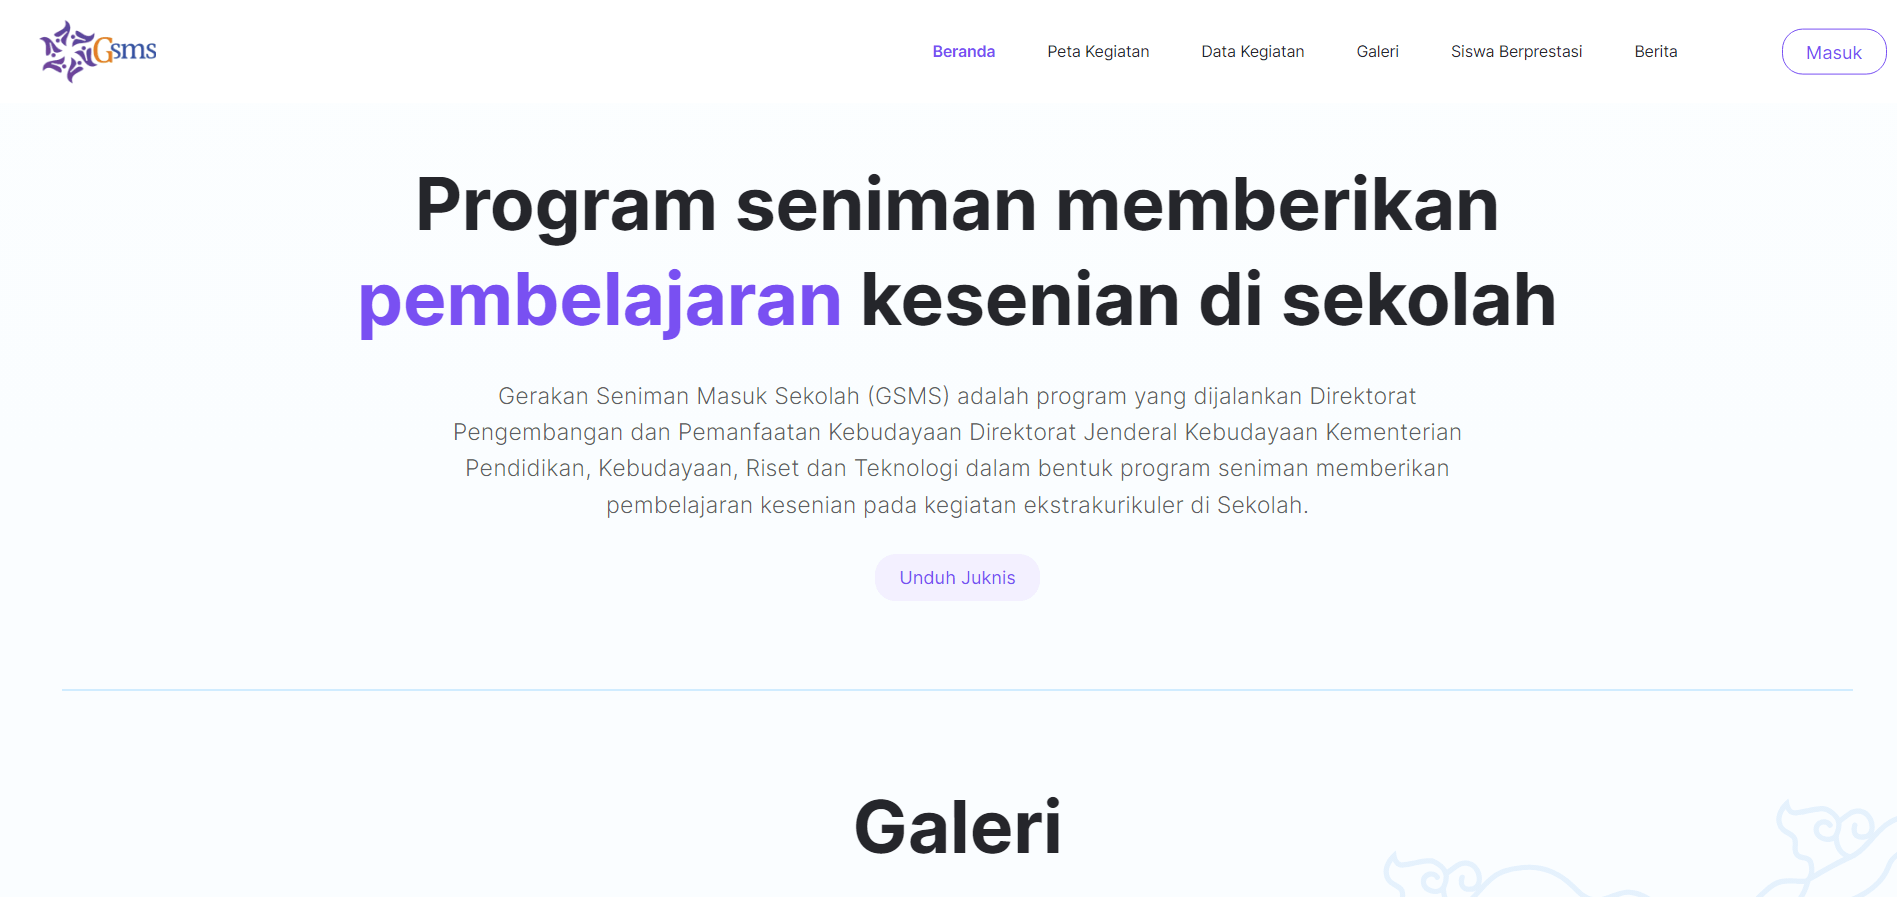 Gsms
Beranda
Peta Kegiatan
Data Kegiatan
Galeri
Siswa Berprestasi
Berita
Masuk
Program seniman memberikan
pembelajaran kesenian di sekolah
Gerakan Seniman Masuk Sekolah (GSMS) adalah program yang dijalankan Direktorat
Pengembangan dan Pemanfaatan Kebudayaan Direktorat Jenderal Kebudayaan Kementerian
Pendidikan, Kebudayaan, Riset dan Teknologi dalam bentuk program seniman memberikan
pembelajaran kesenian pada kegiatan ekstrakurikuler di Sekolah.
Unduh Juknis
Galeri